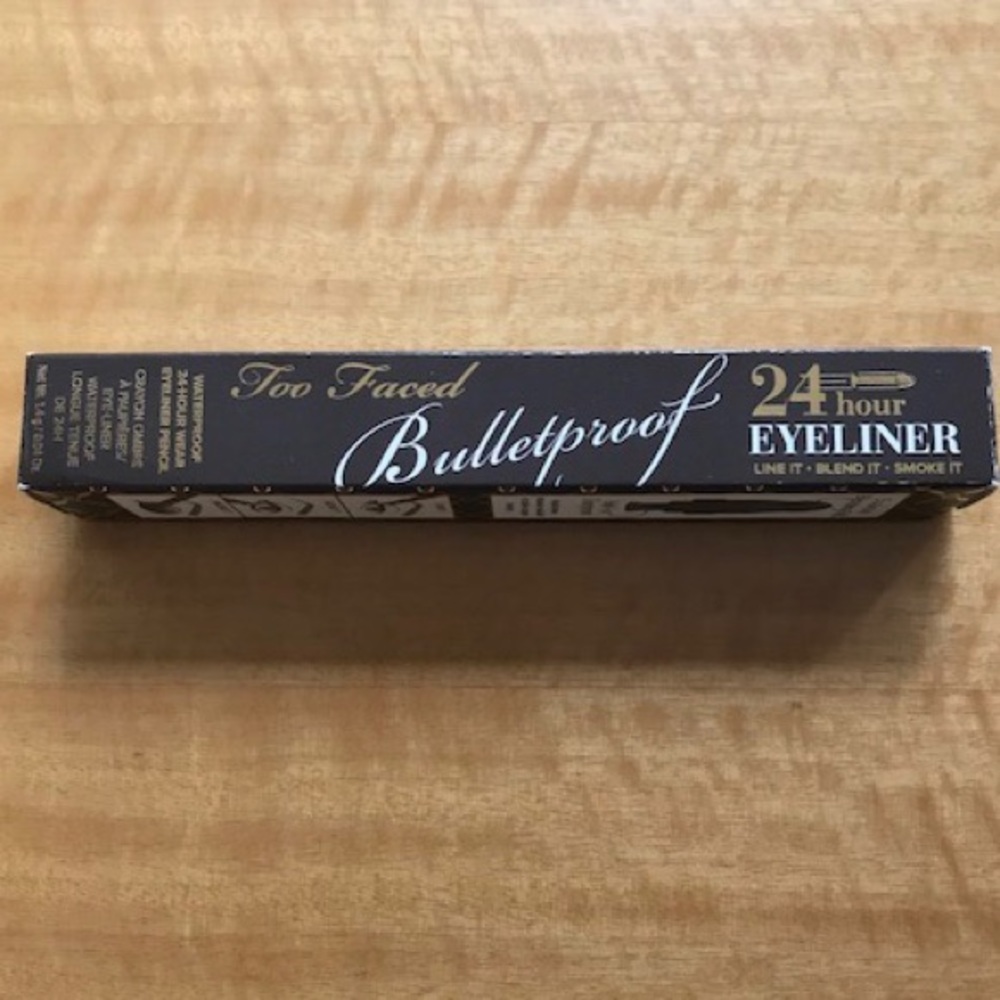 Too Faced
Bulletproof
24 hour
EYELINER
LINE IT • BLEND IT • SMOKE IT
WATERPROOF
24-HOUR WEAR
EYELINER PENCIL
CRAYON OMBRE
À PAUPIÈRES/
EYE-LINER
WATERPROOF
LONGUE TENUE
DE 24H